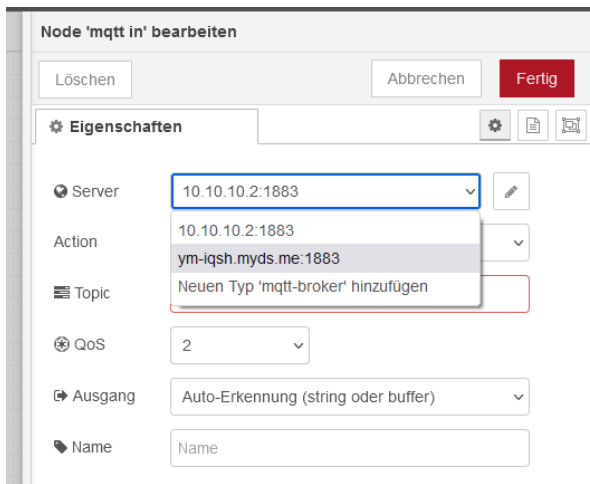 Node 'mqtt in' bearbeiten
Löschen Abbrechen Fertig
Eigenschaften
Server 10.10.10.2:1883
10.10.10.2:1883
Action
ym-iqsh.myds.me:1883
Neuen Typ 'mqtt-broker' hinzufügen
Topic
QoS 2
Ausgang Auto-Erkennung (string oder buffer)
Name Name